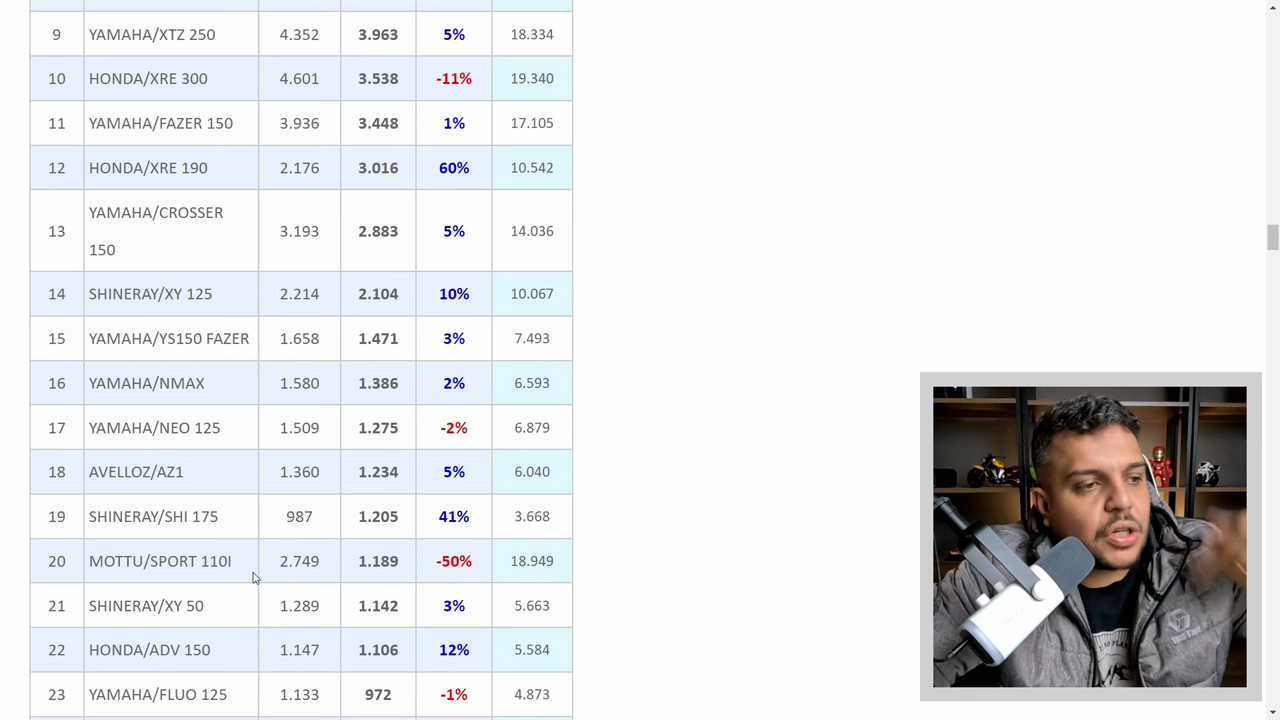 9 YAMAHA/XTZ 250 4.352 3.963 5% 18.334
10 HONDA/XRE 300 4.601 3.538 -11% 19.340
11 YAMAHA/FAZER 150 3.936 3.448 1% 17.105
12 HONDA/XRE 190 2.176 3.016 60% 10.542
13 YAMAHA/CROSSER 150 3.193 2.883 5% 14.036
14 SHINERAY/XY 125 2.214 2.104 10% 10.067
15 YAMAHA/YS150 FAZER 1.658 1.471 3% 7.493
16 YAMAHA/NMAX 1.580 1.386 2% 6.593
17 YAMAHA/NEO 125 1.509 1.275 -2% 6.879
18 AVELLOZ/AZ1 1.360 1.234 5% 6.040
19 SHINERAY/SHI 175 987 1.205 41% 3.668
20 MOTTU/SPORT 110I 2.749 1.189 -50% 18.949
21 SHINERAY/XY 50 1.289 1.142 3% 5.663
22 HONDA/ADV 150 1.147 1.106 12% 5.584
23 YAMAHA/FLUO 125 1.133 972 -1% 4.873